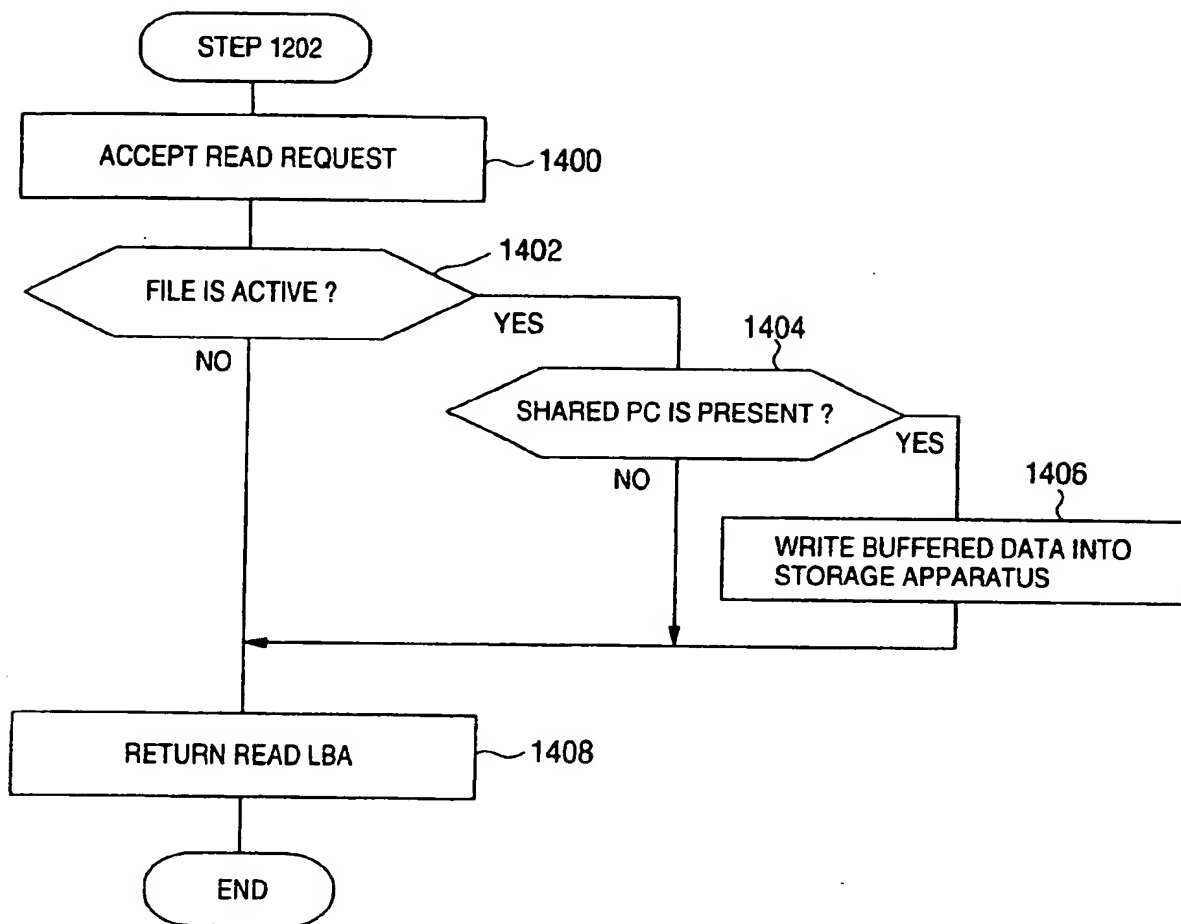 STEP 1202
ACCEPT READ REQUEST
1400
1402
FILE IS ACTIVE ?
YES
NO
1404
SHARED PC IS PRESENT ?
YES
NO
1406
WRITE BUFFERED DATA INTO
STORAGE APPARATUS
RETURN READ LBA
1408
END